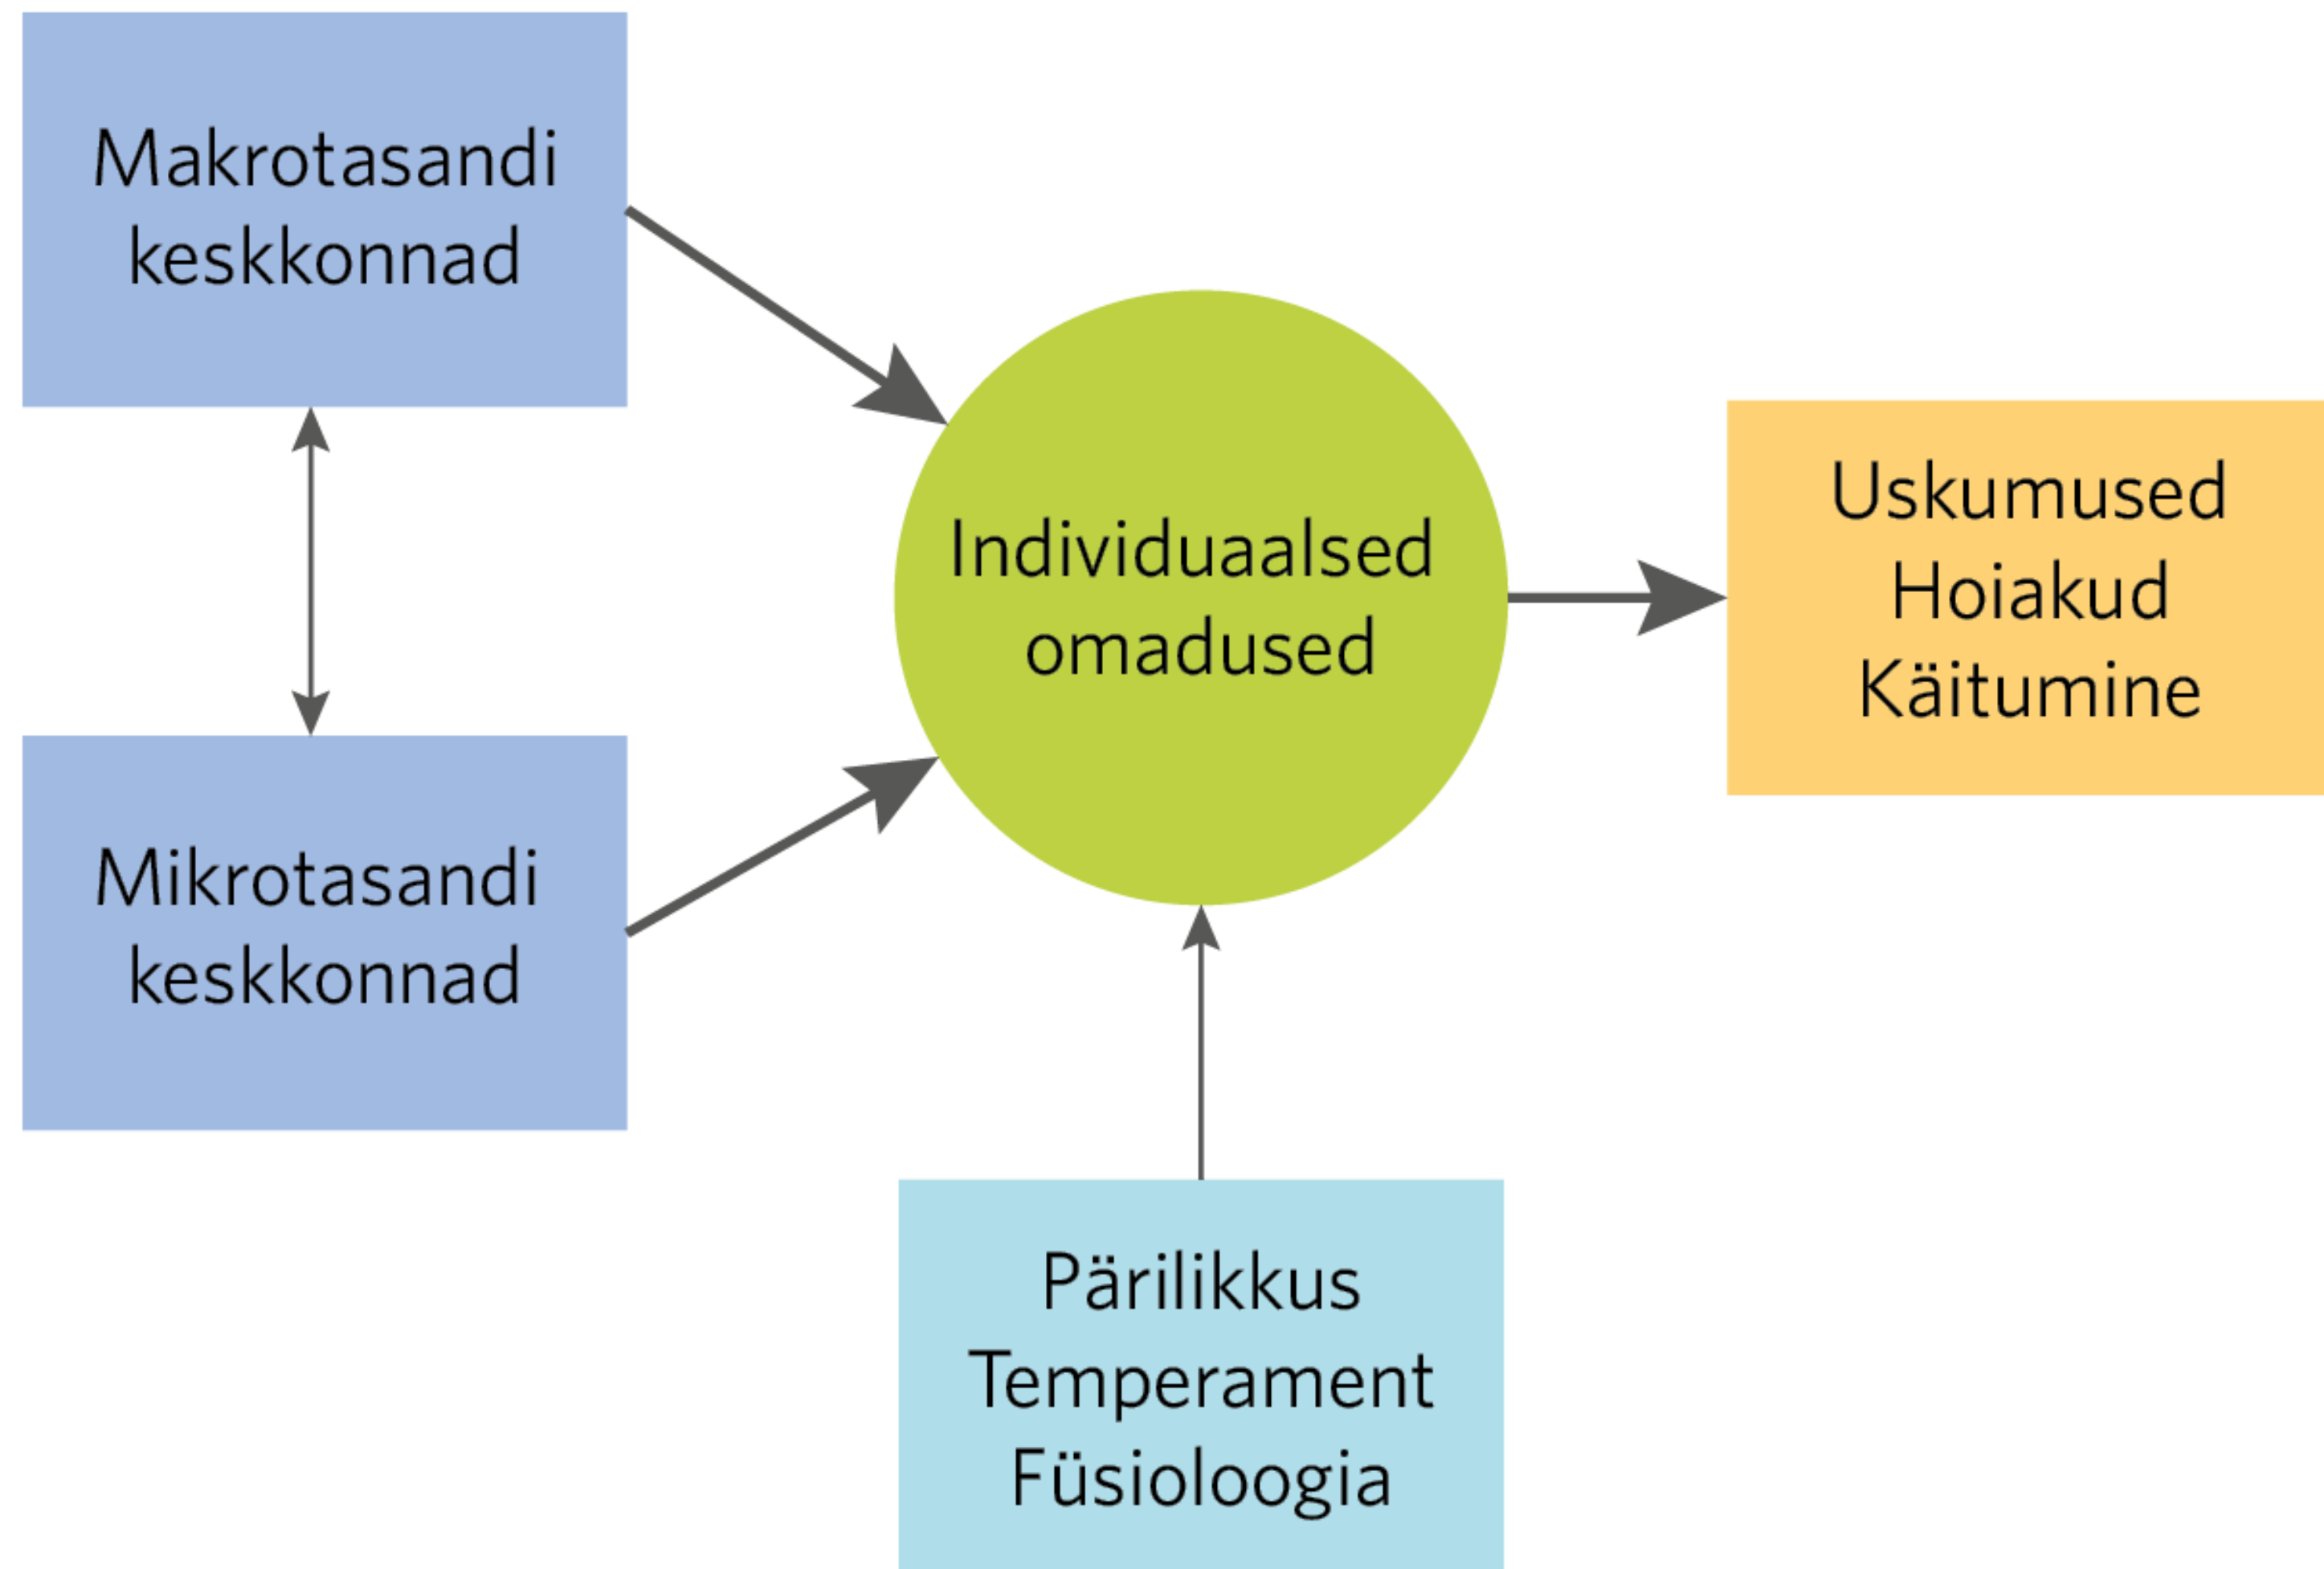 Makrotasandi
keskkonnad
Mikrotasandi
keskkonnad
Individuaalsed
omadused
Uskumused
Hoiakud
Käitumine
Pärilikkus
Temperament
Füsioloogia